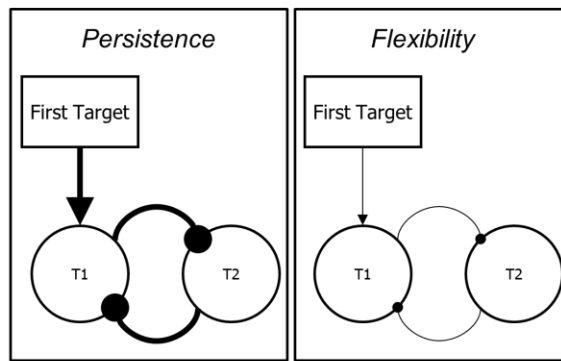 Persistence
First Target
T1
T2
Flexibility
First Target
T1
T2